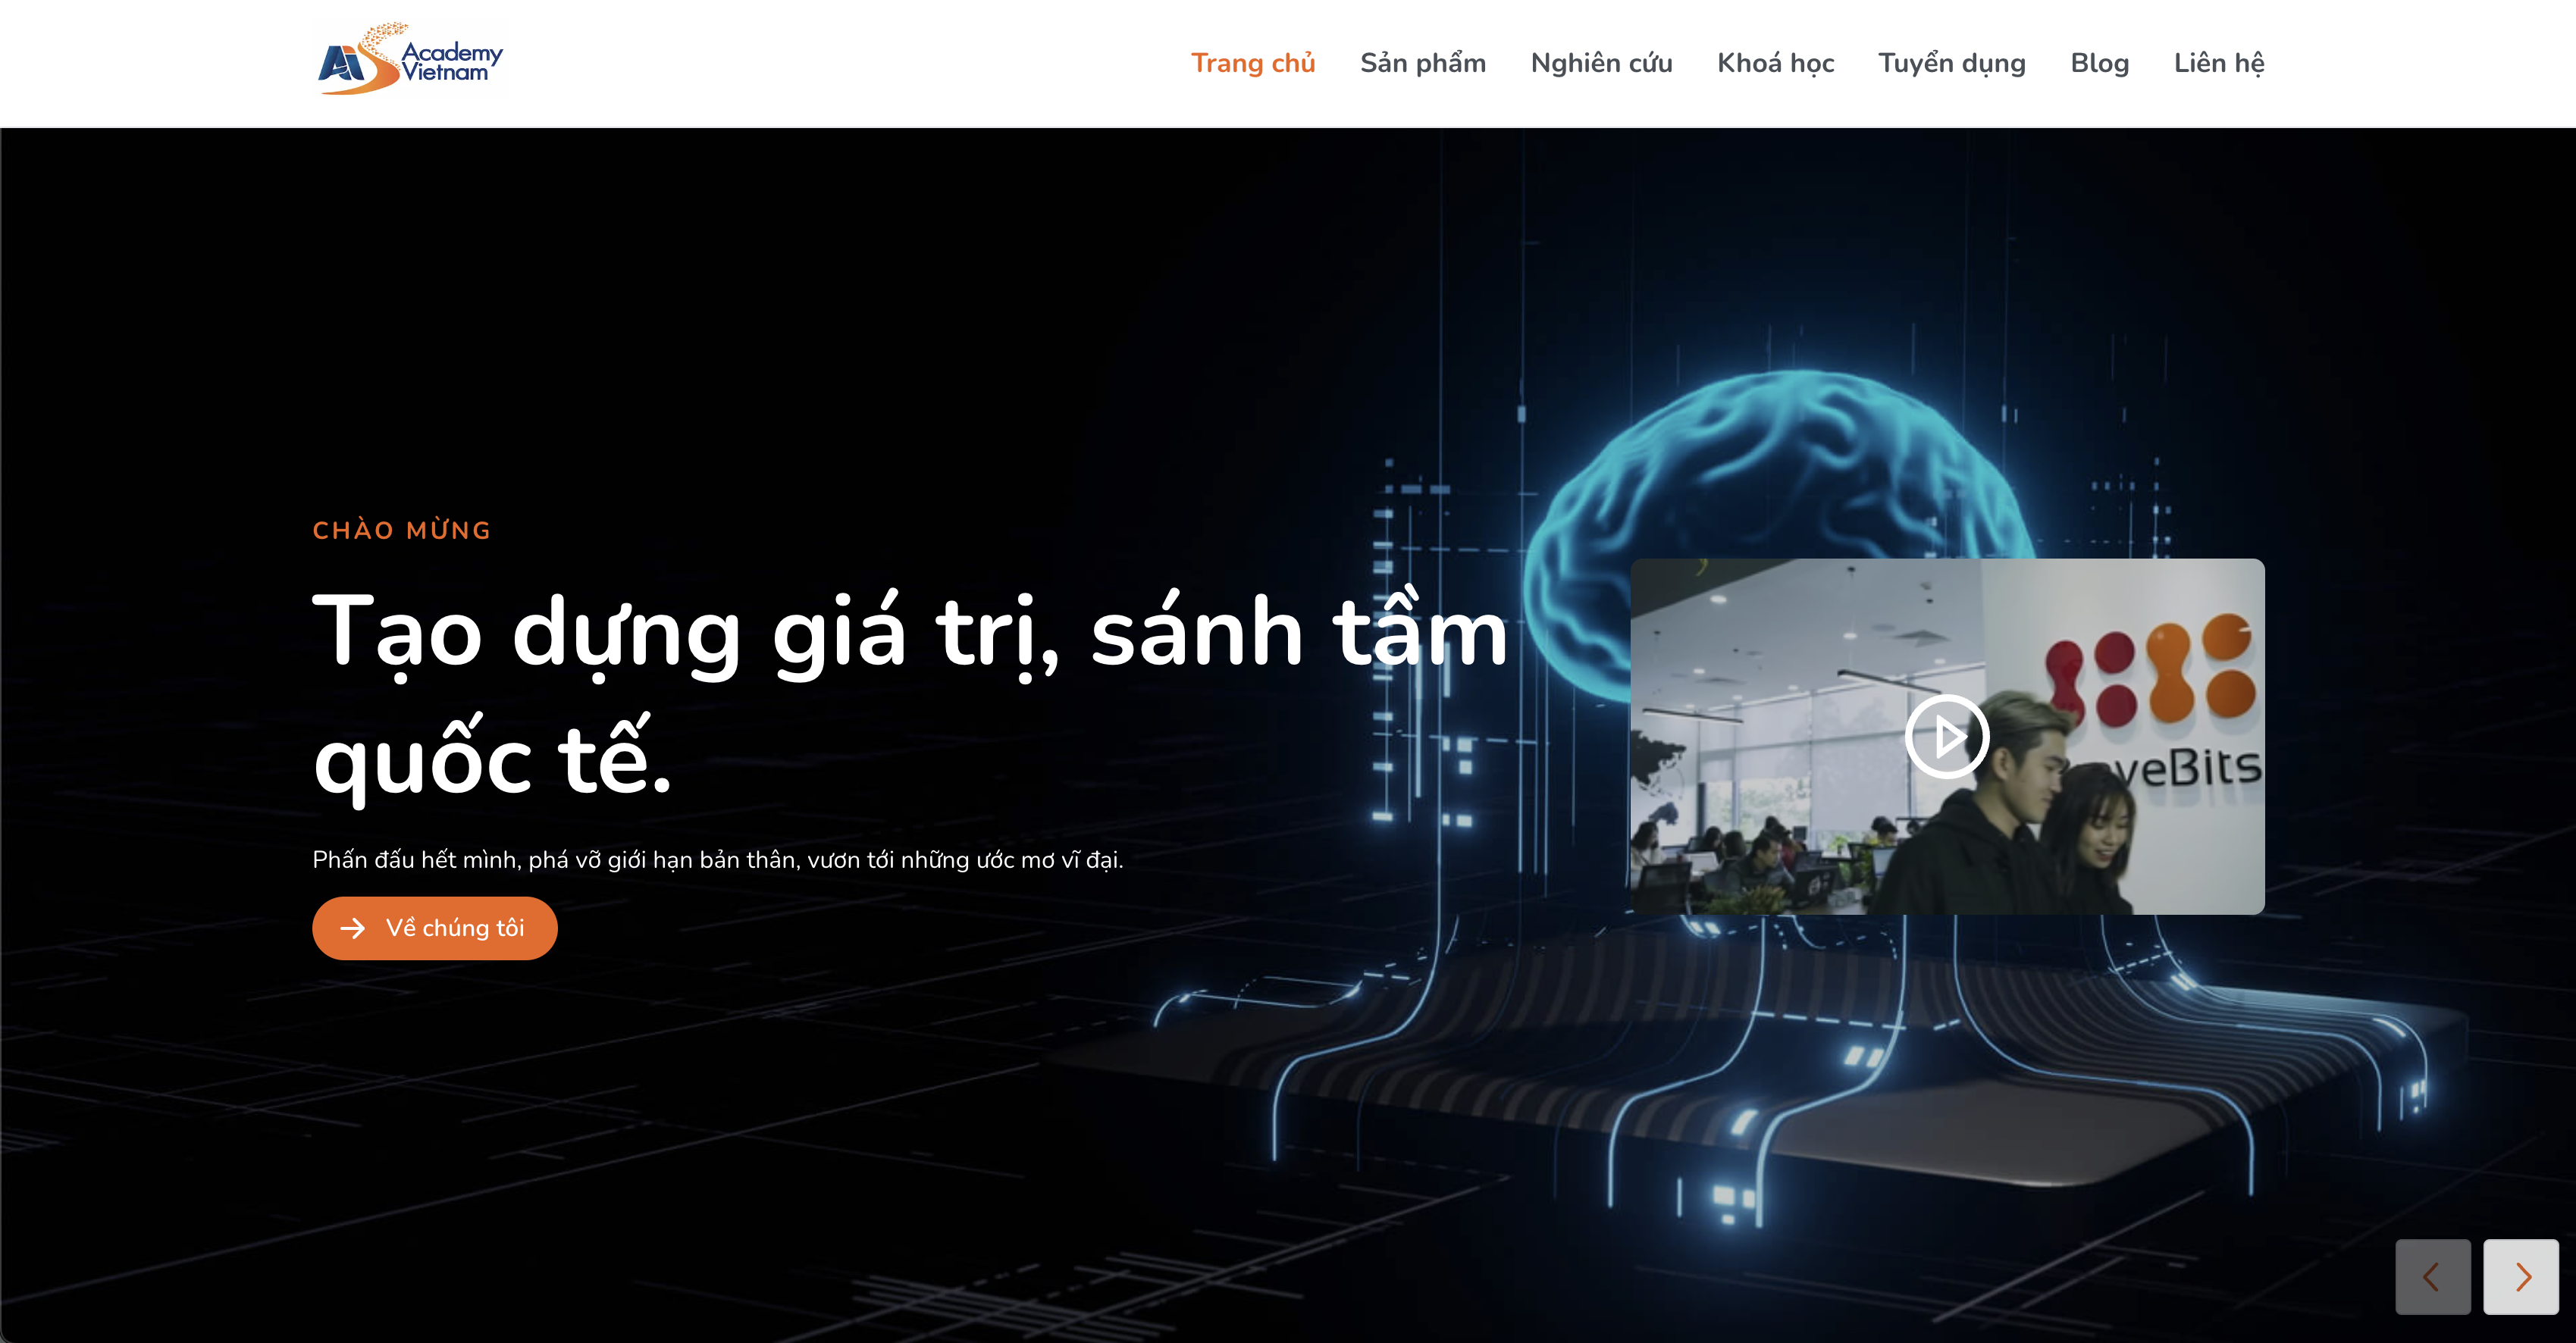 AiS Academy
Vietnam
Trang chủ Sản phẩm Nghiên cứu Khoá học Tuyển dụng Blog Liên hệ
CHÀO MỪNG
Tạo dựng giá trị, sánh tầm
quốc tế.
veBits
Phấn đấu hết mình, phá vỡ giới hạn bản thân, vươn tới những ước mơ vĩ đại.
Về chúng tôi